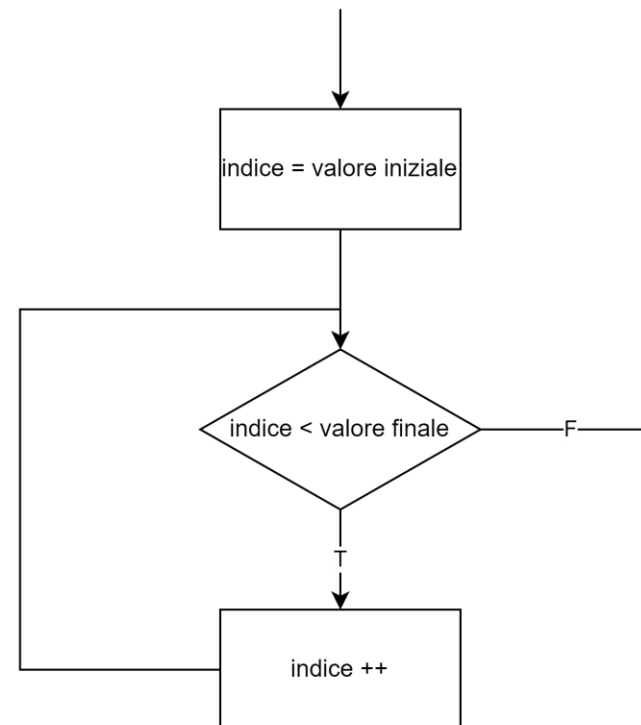 indice = valore iniziale
indice < valore finale
F
T
indice ++